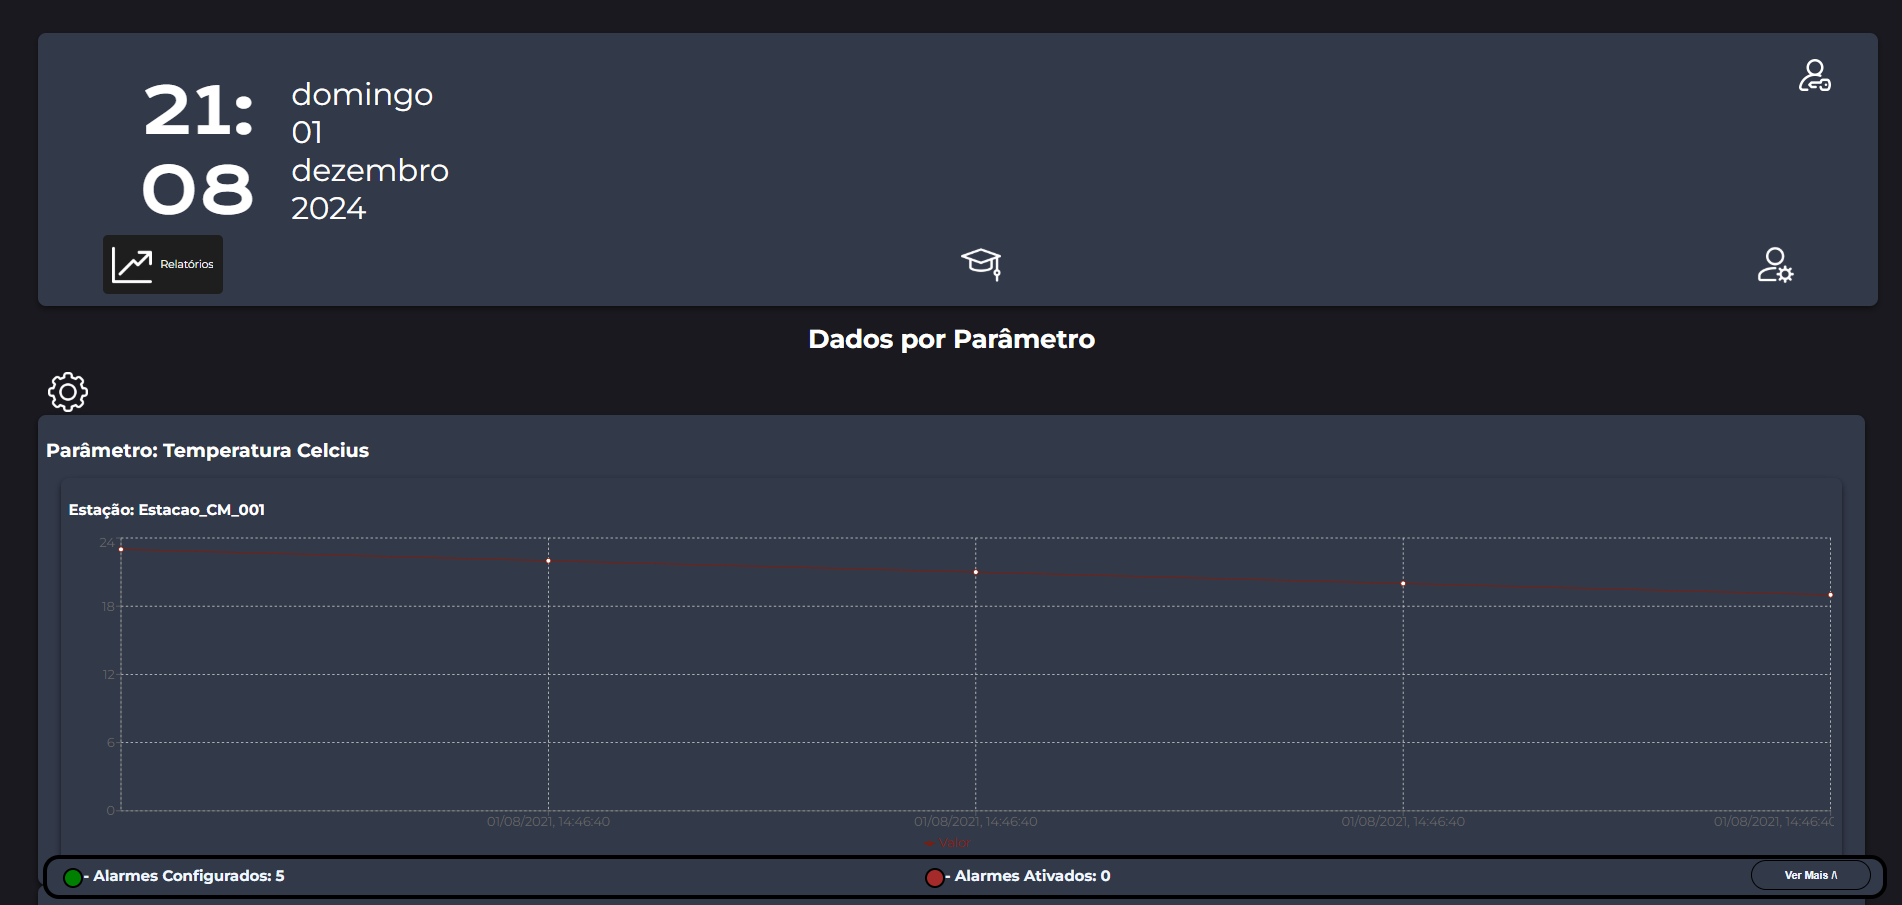 21:
08
domingo
01
dezembro
2024
Relatórios
Dados por Parâmetro
Parâmetro: Temperatura Celcius
Estação: Estacao_CM_001
24
18
12
6
0
01/08/2021, 14:46:40
01/08/2021, 14:46:40
01/08/2021, 14:46:40
01/08/2021, 14:46:40
Valor
- Alarmes Configurados: 5
- Alarmes Ativados: 0
Ver Mais /\